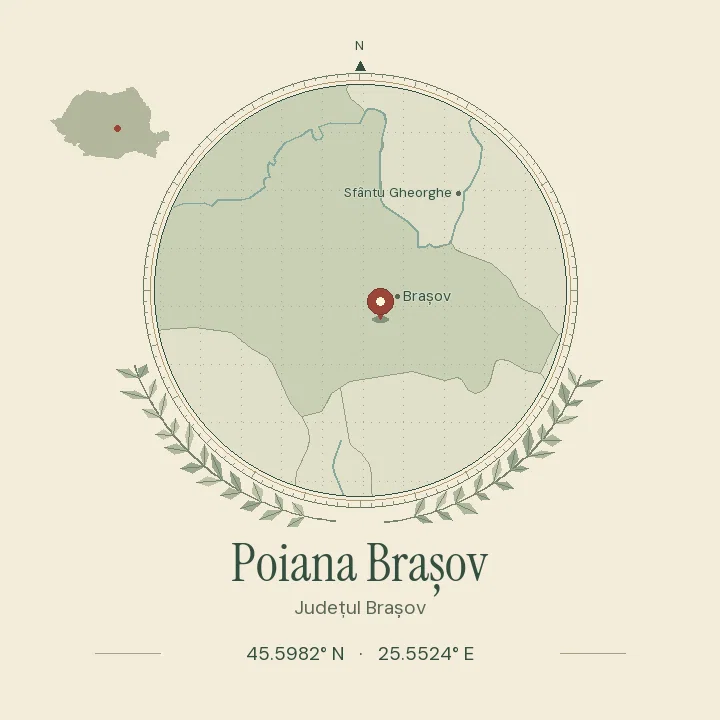 N
Sfântu Gheorghe
Brașov
Poiana Brașov
Județul Brașov
45.5982° N · 25.5524° E